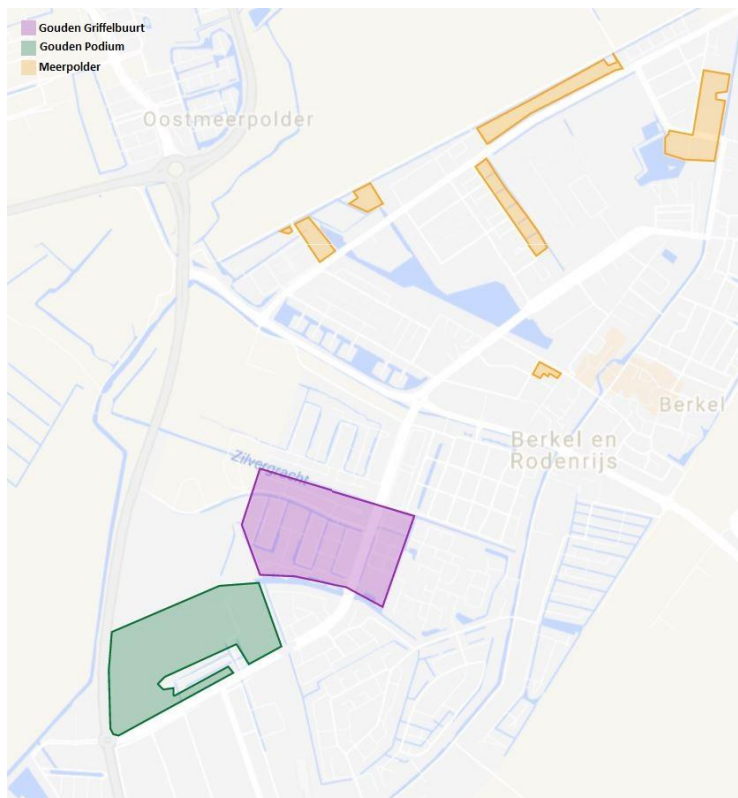 Gouden Griffelbuurt
Gouden Podium
Meerpolder
Oostmeerpolder
Berkel
Berkel en
Rodenrijs
Zilvergracht